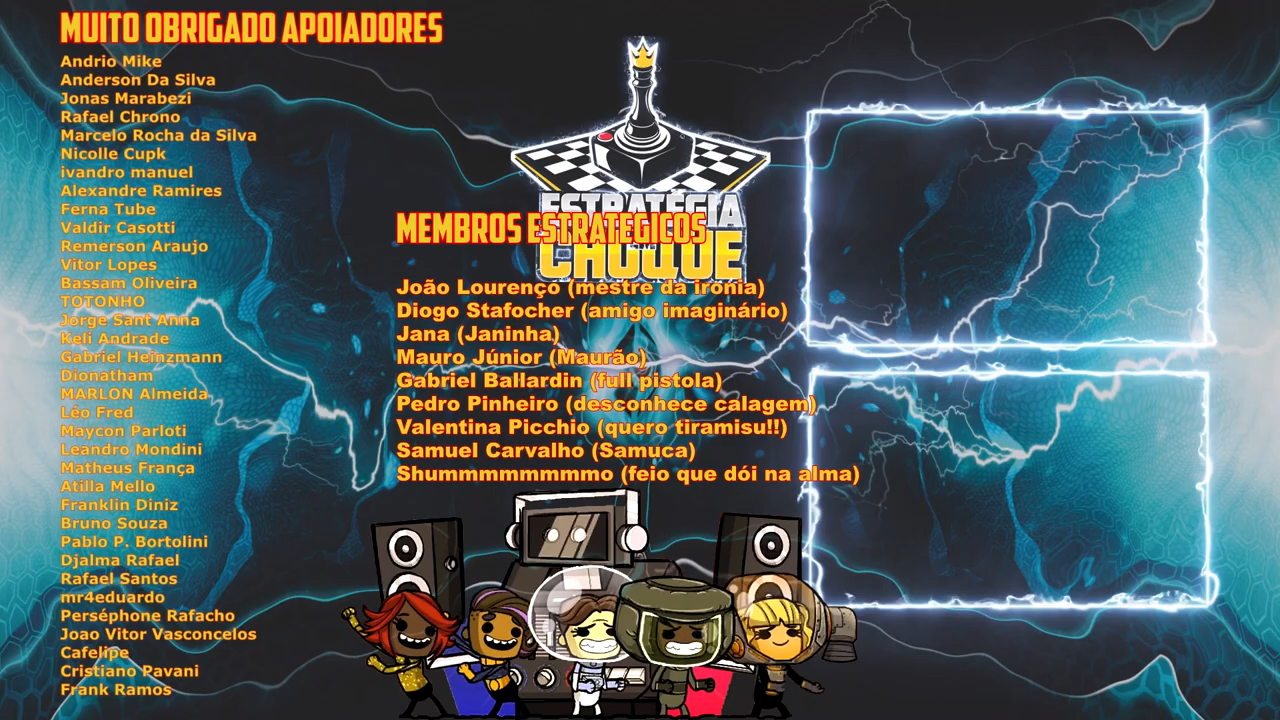 MUITO OBRIGADO APOIADORES
Andrio Mike
Anderson Da Silva
Jonas Marabezi
Rafael Chrono
Marcelo Rocha da Silva
Nicolle Cupk
ivandro manuel
Alexandre Ramires
Ferna Tube
Valdir Casotti
Remerson Araujo
Vitor Lopes
Bassam Oliveira
TOTONHO
Jorge Sant Anna
Keli Andrade
Gabriel Heinzmann
Dionatham
MARLON Almeida
Lèo Fred
Maycon Parloti
Leandro Mondini
Matheus França
Atilla Mello
Franklin Diniz
Bruno Souza
Pablo P. Bortolini
Djalma Rafael
Rafael Santos
mr4eduardo
Perséphone Rafacho
Joao Vitor Vasconcelos
Cafelipe
Cristiano Pavani
Frank Ramos
ESTRATÉGIA
CHOQUE
MEMBROS ESTRATEGICOS
João Lourenço (mestre da ironia)
Diogo Stafocher (amigo imaginário)
Jana (Janinha)
Mauro Júnior (Maurão)
Gabriel Ballardin (full pistola)
Pedro Pinheiro (desconhece calagem)
Valentina Picchio (quero tiramisu!!)
Samuel Carvalho (Samuca)
Shummmmmmmmo (feio que dói na alma)